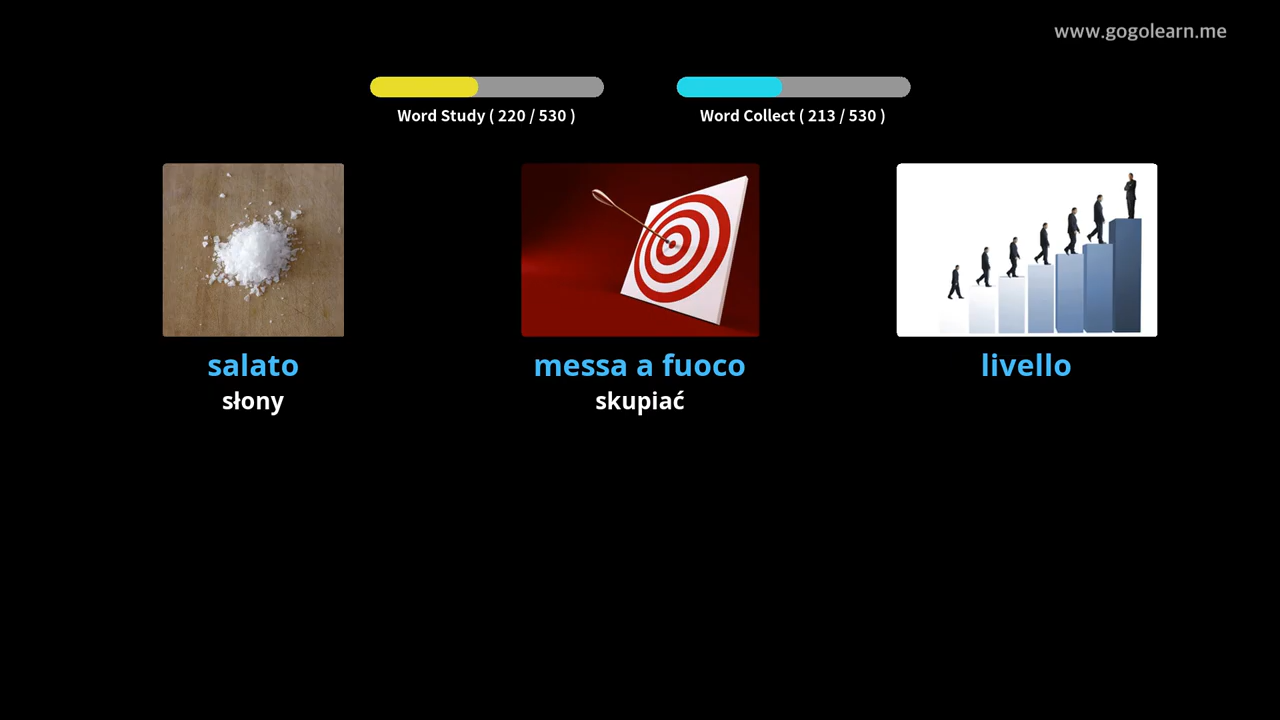 www.gogolearn.me
Word Study ( 220 / 530 )
Word Collect ( 213 / 530 )
salato
słony
messa a fuoco
skupiać
livello